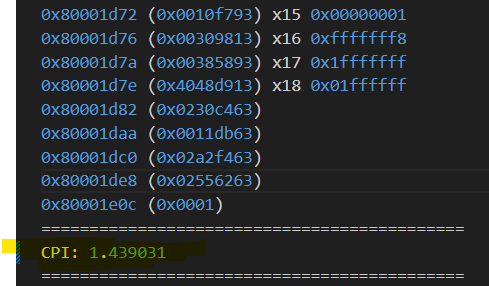 0x80001d72 (0x0010f793) x15 0x00000001
0x80001d76 (0x00309813) x16 0xfffffff8
0x80001d7a (0x00385893) x17 0x1fffffff
0x80001d7e (0x4048d913) x18 0x01ffffff
0x80001d82 (0x0230c463)
0x80001daa (0x0011db63)
0x80001dc0 (0x02a2f463)
0x80001de8 (0x02556263)
0x80001e0c (0x0001)
===========================================
CPI: 1.439031
===========================================